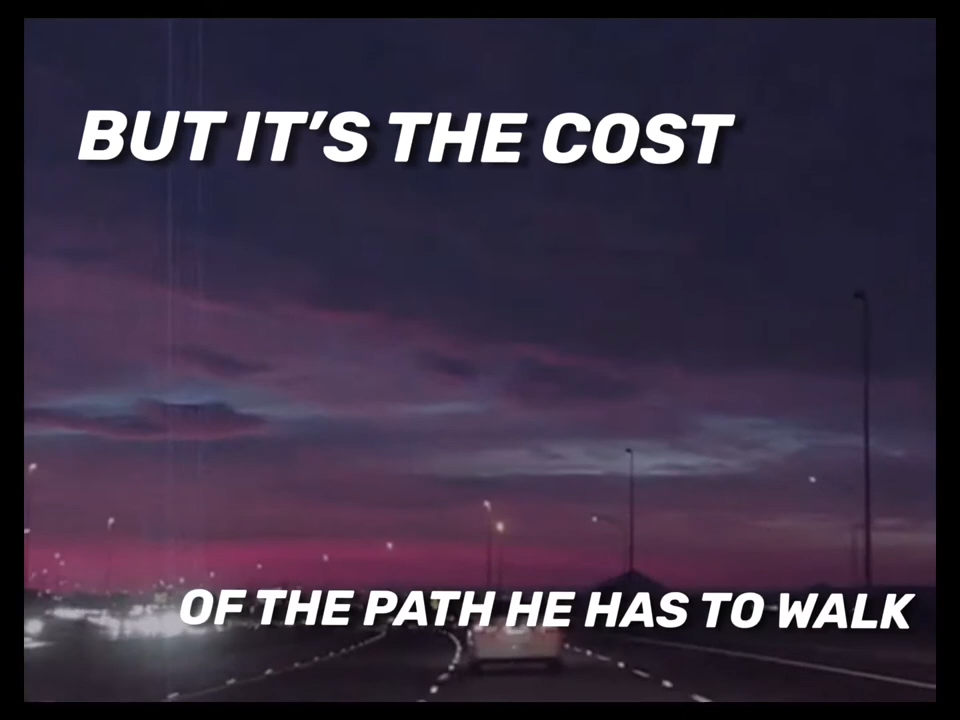 BUT IT'S THE COST
OF THE PATH HE HAS TO WALK